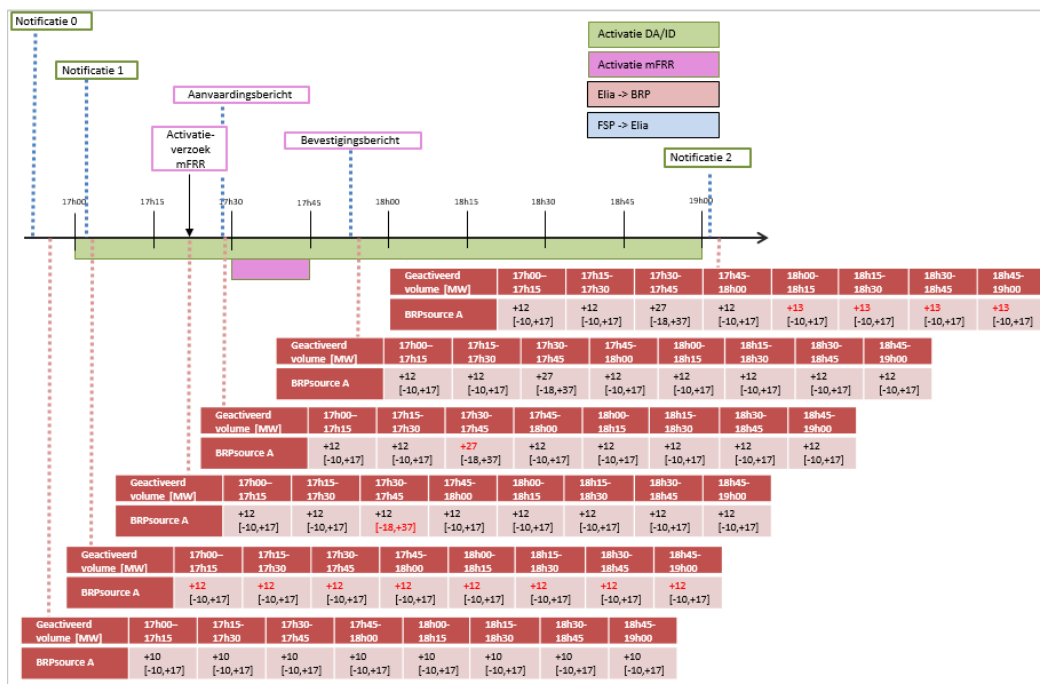 Notificatie 0
Activatie DA/ID
Notificatie 1
Activatie mFRR
Aanvaardingsbericht
Elia -> BRP
Activatie-
verzoek
mFRR
Bevestigingsbericht
FSP -> Elia
Notificatie 2
17h00 17h15 17h30 17h45 18h00 18h15 18h30 18h45 19h00
Geactiveerd 17h00– 17h15- 17h30- 17h45- 18h00- 18h15- 18h30- 18h45-
volume [MW] 17h15 17h30 17h45 18h00 18h15 18h30 18h45 19h00
BRPsource A +12 +12 +27 +12 +13 +13 +13 +13
[-10,+17] [-10,+17] [-18,+37] [-10,+17] [-10,+17] [-10,+17] [-10,+17] [-10,+17]
Geactiveerd 17h00– 17h15- 17h30- 17h45- 18h00- 18h15- 18h30- 18h45-
volume [MW] 17h15 17h30 17h45 18h00 18h15 18h30 18h45 19h00
BRPsource A +12 +12 +27 +12 +12 +12 +12 +12
[-10,+17] [-10,+17] [-18,+37] [-10,+17] [-10,+17] [-10,+17] [-10,+17] [-10,+17]
Geactiveerd 17h00– 17h15- 17h30- 17h45- 18h00- 18h15- 18h30- 18h45-
volume [MW] 17h15 17h30 17h45 18h00 18h15 18h30 18h45 19h00
BRPsource A +12 +12 +27 +12 +12 +12 +12 +12
[-10,+17] [-10,+17] [-18,+37] [-10,+17] [-10,+17] [-10,+17] [-10,+17] [-10,+17]
Geactiveerd 17h00– 17h15- 17h30- 17h45- 18h00- 18h15- 18h30- 18h45-
volume [MW] 17h15 17h30 17h45 18h00 18h15 18h30 18h45 19h00
BRPsource A +12 +12 +12 +12 +12 +12 +12 +12
[-10,+17] [-10,+17] [-18,+37] [-10,+17] [-10,+17] [-10,+17] [-10,+17] [-10,+17]
Geactiveerd 17h00– 17h15- 17h30- 17h45- 18h00- 18h15- 18h30- 18h45-
volume [MW] 17h15 17h30 17h45 18h00 18h15 18h30 18h45 19h00
BRPsource A +12 +12 +12 +12 +12 +12 +12 +12
[-10,+17] [-10,+17] [-10,+17] [-10,+17] [-10,+17] [-10,+17] [-10,+17] [-10,+17]
Geactiveerd 17h00– 17h15- 17h30- 17h45- 18h00- 18h15- 18h30- 18h45-
volume [MW] 17h15 17h30 17h45 18h00 18h15 18h30 18h45 19h00
BRPsource A +10 +10 +10 +10 +10 +10 +10 +10
[-10,+17] [-10,+17] [-10,+17] [-10,+17] [-10,+17] [-10,+17] [-10,+17] [-10,+17]